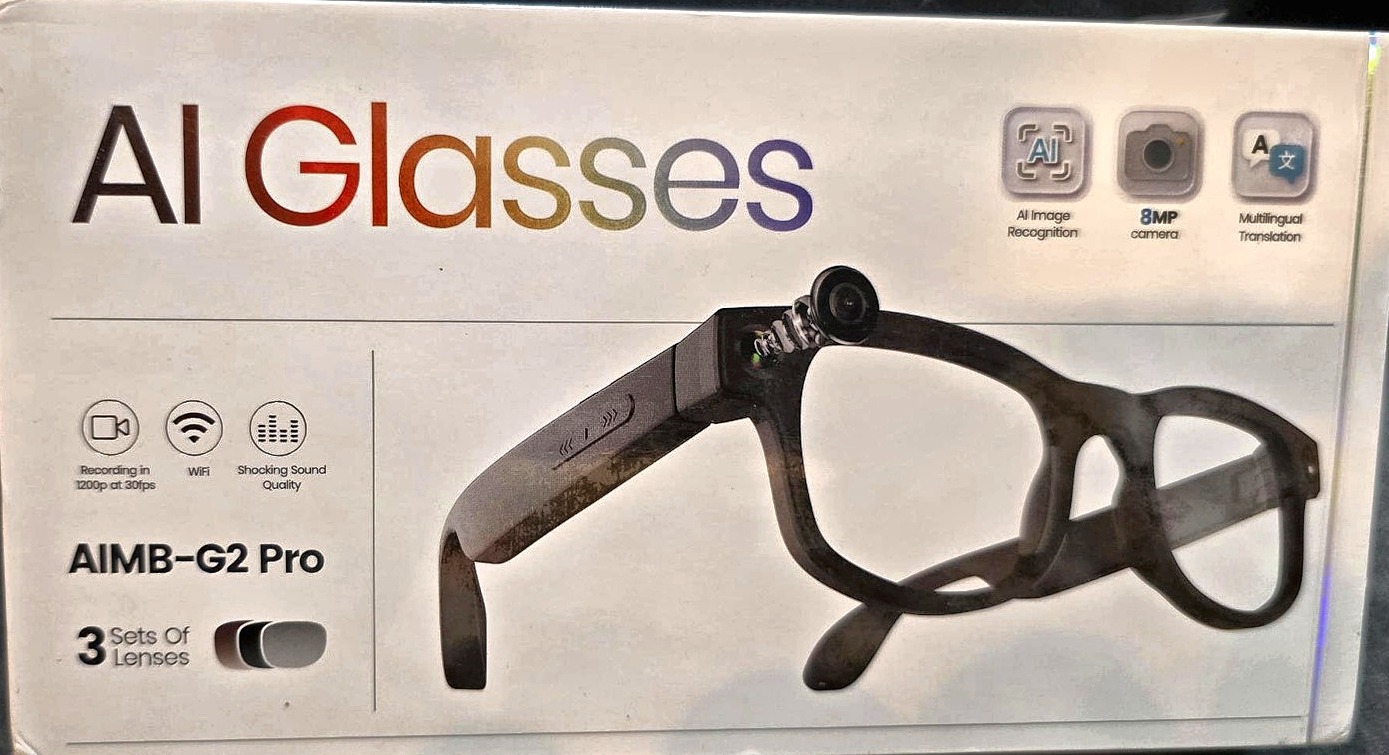 AI Glasses
AI
AI Image
Recognition
8MP
camera
A 文
Multilingual
Translation
Recording in
1200p at 30fps
WiFi
Shocking Sound
Quality
AIMB-G2 Pro
3 Sets Of
Lenses